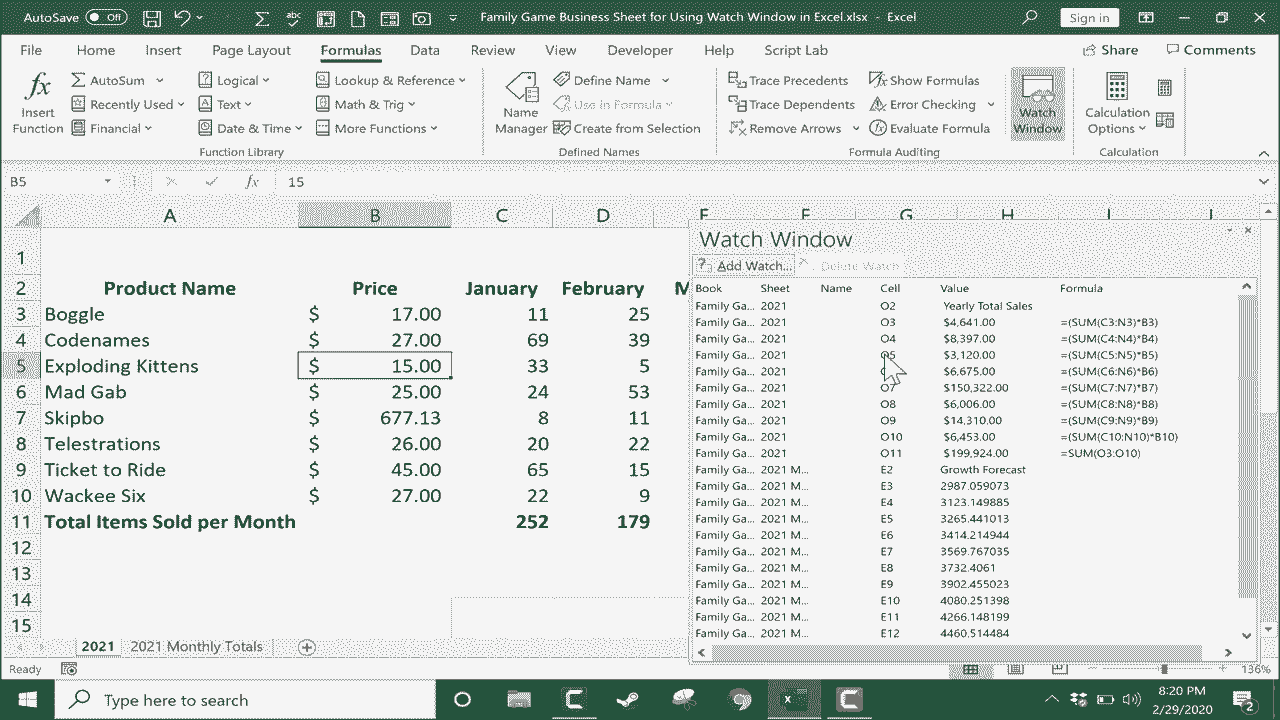 AutoSave Off Family Game Business Sheet for Using Watch Window in Excel.xlsx - Excel Sign in
File Home Insert Page Layout Formulas Data Review View Developer Help Script Lab Share Comments
fx Insert Function
AutoSum
Recently Used
Financial
Logical
Text
Date & Time
Lookup & Reference
Math & Trig
More Functions
Function Library
Name Manager
Define Name
Use in Formula
Create from Selection
Defined Names
Trace Precedents
Trace Dependents
Remove Arrows
Show Formulas
Error Checking
Evaluate Formula
Formula Auditing
Watch Window
Calculation Options
Calculation
B5 fx 15
A B C D E F G H I J
1
2 Product Name Price January February M
3 Boggle $ 17.00 11 25
4 Codenames $ 27.00 69 39
5 Exploding Kittens $ 15.00 33 5
6 Mad Gab $ 25.00 24 53
7 Skipbo $ 677.13 8 11
8 Telestrations $ 26.00 20 22
9 Ticket to Ride $ 45.00 65 15
10 Wackee Six $ 27.00 22 9
11 Total Items Sold per Month 252 179
12
13
14
15
Watch Window
Add Watch... Delete Watch
Book Sheet Name Cell Value Formula
Family Ga... 2021 O2 Yearly Total Sales
Family Ga... 2021 O3 $4,641.00 =(SUM(C3:N3)*B3)
Family Ga... 2021 O4 $8,397.00 =(SUM(C4:N4)*B4)
Family Ga... 2021 O5 $3,120.00 =(SUM(C5:N5)*B5)
Family Ga... 2021 $6,675.00 =(SUM(C6:N6)*B6)
Family Ga... 2021 O7 $150,322.00 =(SUM(C7:N7)*B7)
Family Ga... 2021 O8 $6,006.00 =(SUM(C8:N8)*B8)
Family Ga... 2021 O9 $14,310.00 =(SUM(C9:N9)*B9)
Family Ga... 2021 O10 $6,453.00 =(SUM(C10:N10)*B10)
Family Ga... 2021 O11 $199,924.00 =SUM(O3:O10)
Family Ga... 2021 M... E2 Growth Forecast
Family Ga... 2021 M... E3 2987.059073
Family Ga... 2021 M... E4 3123.149885
Family Ga... 2021 M... E5 3265.441013
Family Ga... 2021 M... E6 3414.214944
Family Ga... 2021 M... E7 3569.767035
Family Ga... 2021 M... E8 3732.4061
Family Ga... 2021 M... E9 3902.455023
Family Ga... 2021 M... E10 4080.251398
Family Ga... 2021 M... E11 4266.148199
Family Ga... 2021 M... E12 4460.514484
2021 2021 Monthly Totals
Ready 136%
Type here to search 8:20 PM
2/29/2020 2